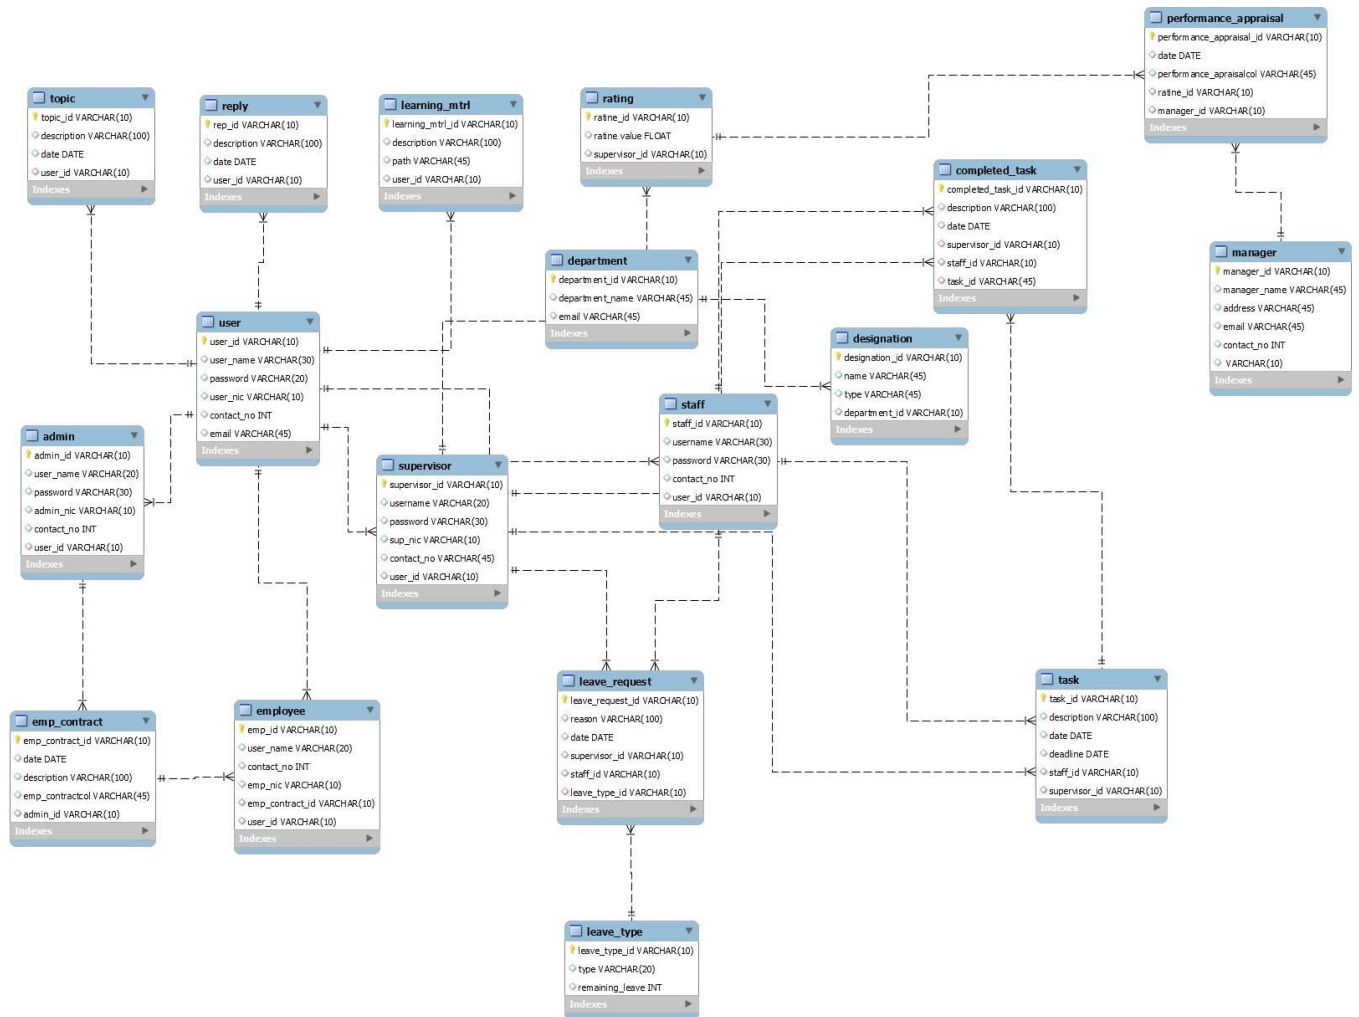 performance_appraisal
performance_appraisal_id VARCHAR(10)
date DATE
performance_apraisalcol VARCHAR(45)
ratine_id VARCHAR(10)
manager_id VARCHAR(10)
Indexes
topic
topic_id VARCHAR(10)
description VARCHAR(100)
date DATE
user_id VARCHAR(10)
Indexes
reply
rep_id VARCHAR(10)
description VARCHAR(100)
date DATE
user_id VARCHAR(10)
Indexes
learning_mtrl
learning_mtrl_id VARCHAR(10)
description VARCHAR(100)
path VARCHAR(45)
user_id VARCHAR(10)
Indexes
rating
ratine_id VARCHAR(10)
ratine value FLOAT
supervisor_id VARCHAR(10)
Indexes
completed_task
completed_task_id VARCHAR(10)
description VARCHAR(100)
date DATE
supervisor_id VARCHAR(10)
staff_id VARCHAR(10)
task_id VARCHAR(45)
Indexes
department
department_id VARCHAR(10)
department_name VARCHAR(45)
email VARCHAR(45)
Indexes
manager
manager_id VARCHAR(10)
manager_name VARCHAR(45)
address VARCHAR(45)
email VARCHAR(45)
contact_no INT
VARCHAR(10)
Indexes
user
user_id VARCHAR(10)
user_name VARCHAR(30)
password VARCHAR(20)
user_nic VARCHAR(10)
contact_no INT
email VARCHAR(45)
Indexes
designation
designation_id VARCHAR(10)
name VARCHAR(45)
type VARCHAR(45)
department_id VARCHAR(10)
Indexes
staff
staff_id VARCHAR(10)
username VARCHAR(30)
password VARCHAR(30)
contact_no INT
user_id VARCHAR(10)
Indexes
admin
admin_id VARCHAR(10)
user_name VARCHAR(20)
password VARCHAR(30)
admin_nic VARCHAR(10)
contact_no INT
user_id VARCHAR(10)
Indexes
supervisor
supervisor_id VARCHAR(10)
username VARCHAR(20)
password VARCHAR(30)
sup_nic VARCHAR(10)
contact_no VARCHAR(45)
user_id VARCHAR(10)
Indexes
leave_request
leave_request_id VARCHAR(10)
reason VARCHAR(100)
date DATE
supervisor_id VARCHAR(10)
staff_id VARCHAR(10)
leave_type_id VARCHAR(10)
Indexes
task
task_id VARCHAR(10)
description VARCHAR(100)
date DATE
deadline DATE
staff_id VARCHAR(10)
supervisor_id VARCHAR(10)
Indexes
emp_contract
emp_contract_id VARCHAR(10)
date DATE
description VARCHAR(100)
emp_contractcol VARCHAR(45)
admin_id VARCHAR(10)
Indexes
employee
emp_id VARCHAR(10)
user_name VARCHAR(20)
contact_no INT
emp_nic VARCHAR(10)
emp_contract_id VARCHAR(10)
user_id VARCHAR(10)
Indexes
leave_type
leave_type_id VARCHAR(10)
type VARCHAR(20)
remaining_leave INT
Indexes